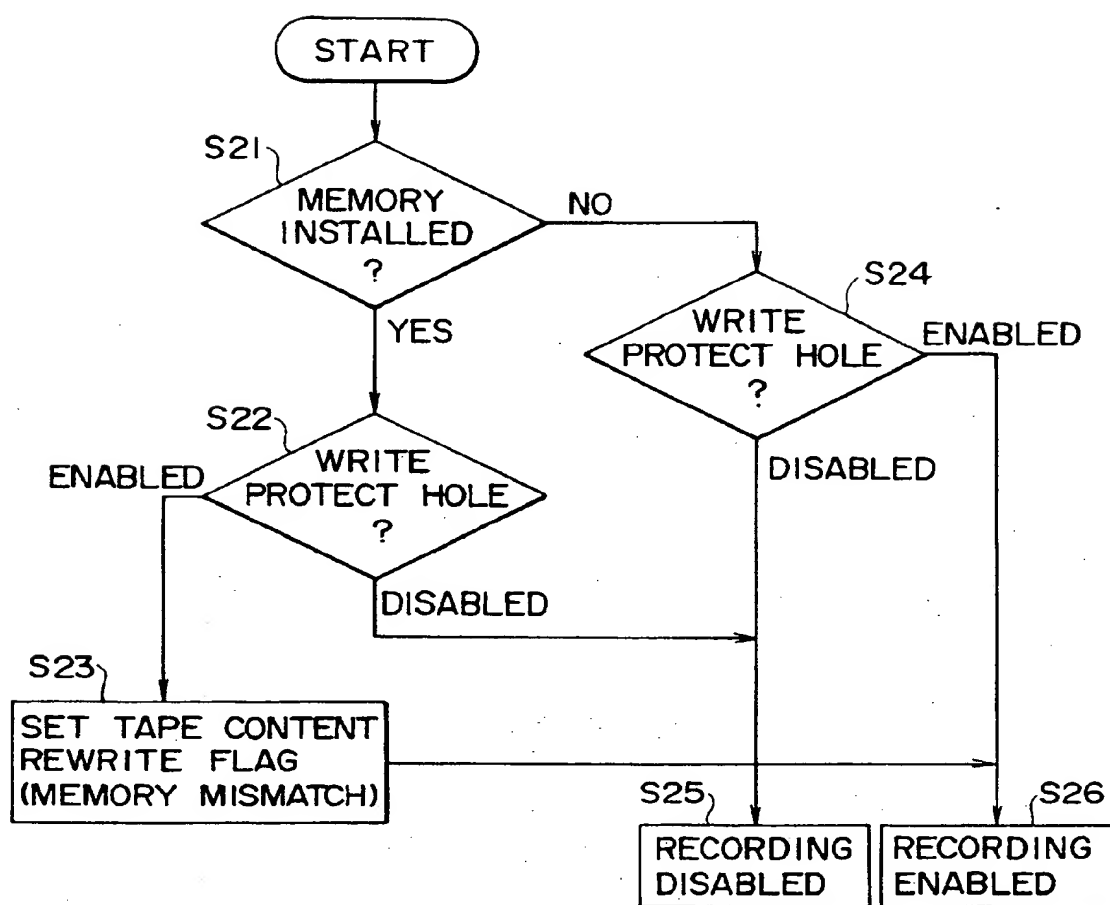 START
S21
MEMORY
INSTALLED
?
NO
YES
S24
WRITE
PROTECT HOLE
?
ENABLED
DISABLED
S22
WRITE
PROTECT HOLE
?
ENABLED
DISABLED
S23
SET TAPE CONTENT
REWRITE FLAG
(MEMORY MISMATCH)
S25
RECORDING
DISABLED
S26
RECORDING
ENABLED